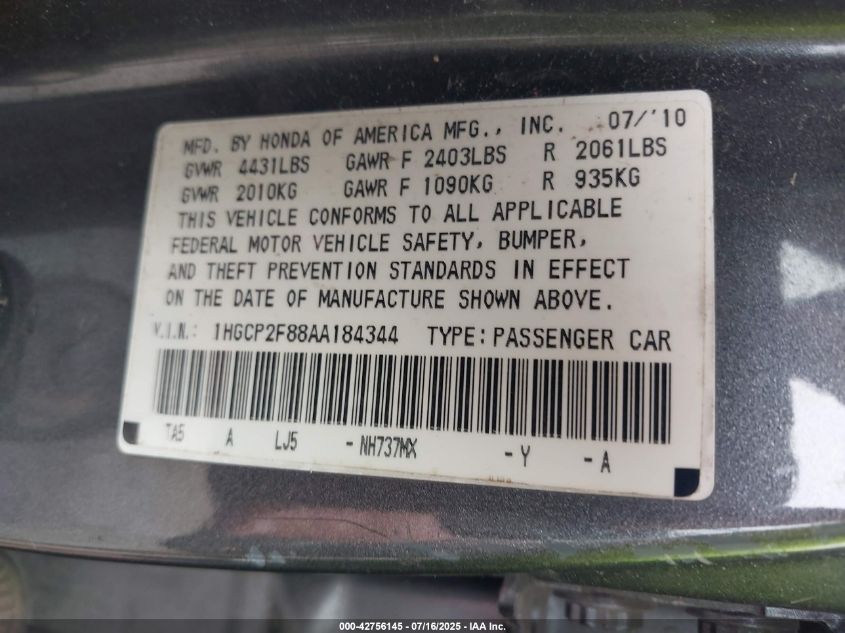 MFD. BY HONDA OF AMERICA MFG., INC. 07/'10
GVWR 4431LBS GAWR F 2403LBS R 2061LBS
GVWR 2010KG GAWR F 1090KG R 935KG
THIS VEHICLE CONFORMS TO ALL APPLICABLE
FEDERAL MOTOR VEHICLE SAFETY, BUMPER,
AND THEFT PREVENTION STANDARDS IN EFFECT
ON THE DATE OF MANUFACTURE SHOWN ABOVE.
V.I.N.: 1HGCP2F88AA184344 TYPE:PASSENGER CAR
TA5 A LJ5 -NH737MX -Y -A
000-42756145 - 07/16/2025 - IAA Inc.